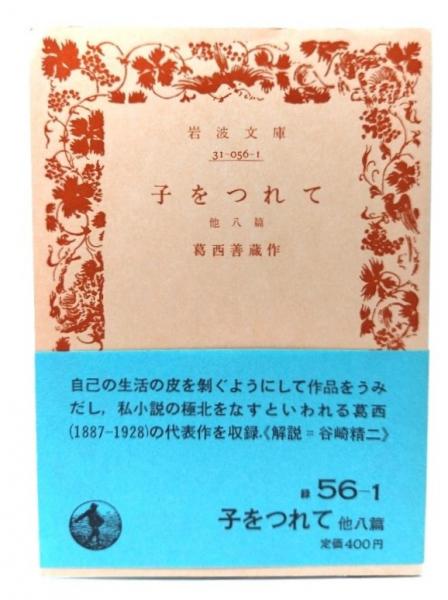 岩波文庫
31-056-1
子をつれて
他八篇
葛西善蔵作
自己の生活の皮を剝ぐようにして作品をうみ
だし，私小説の極北をなすといわれる葛西
(1887-1928)の代表作を収録.《解説＝谷崎精二》
緑 56-1
子をつれて 他八篇
定価400円